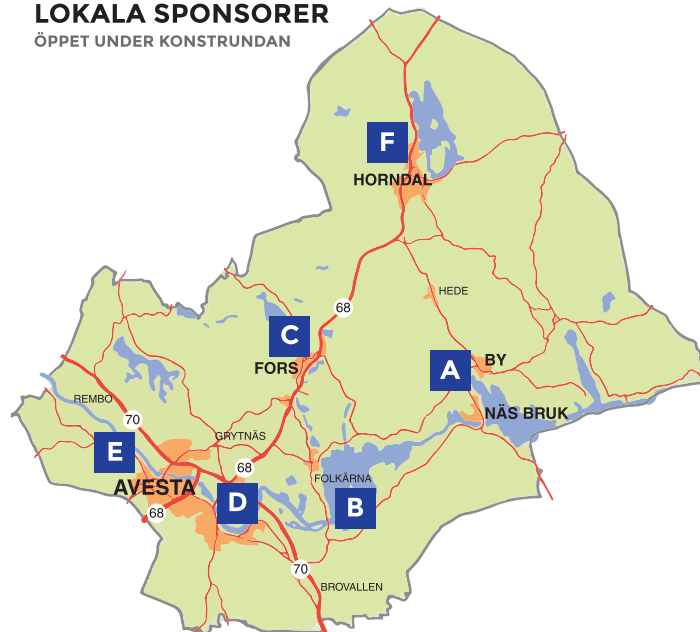 LOKALA SPONSORER
ÖPPET UNDER KONSTRUNDAN
F
HORNDAL
HEDE
68
C
FORS
BY
A
NÄS BRUK
REMBO
70
GRYTNÄS
E
68
FOLKÄRNA
AVESTA
D
B
68
70
BROVALLEN